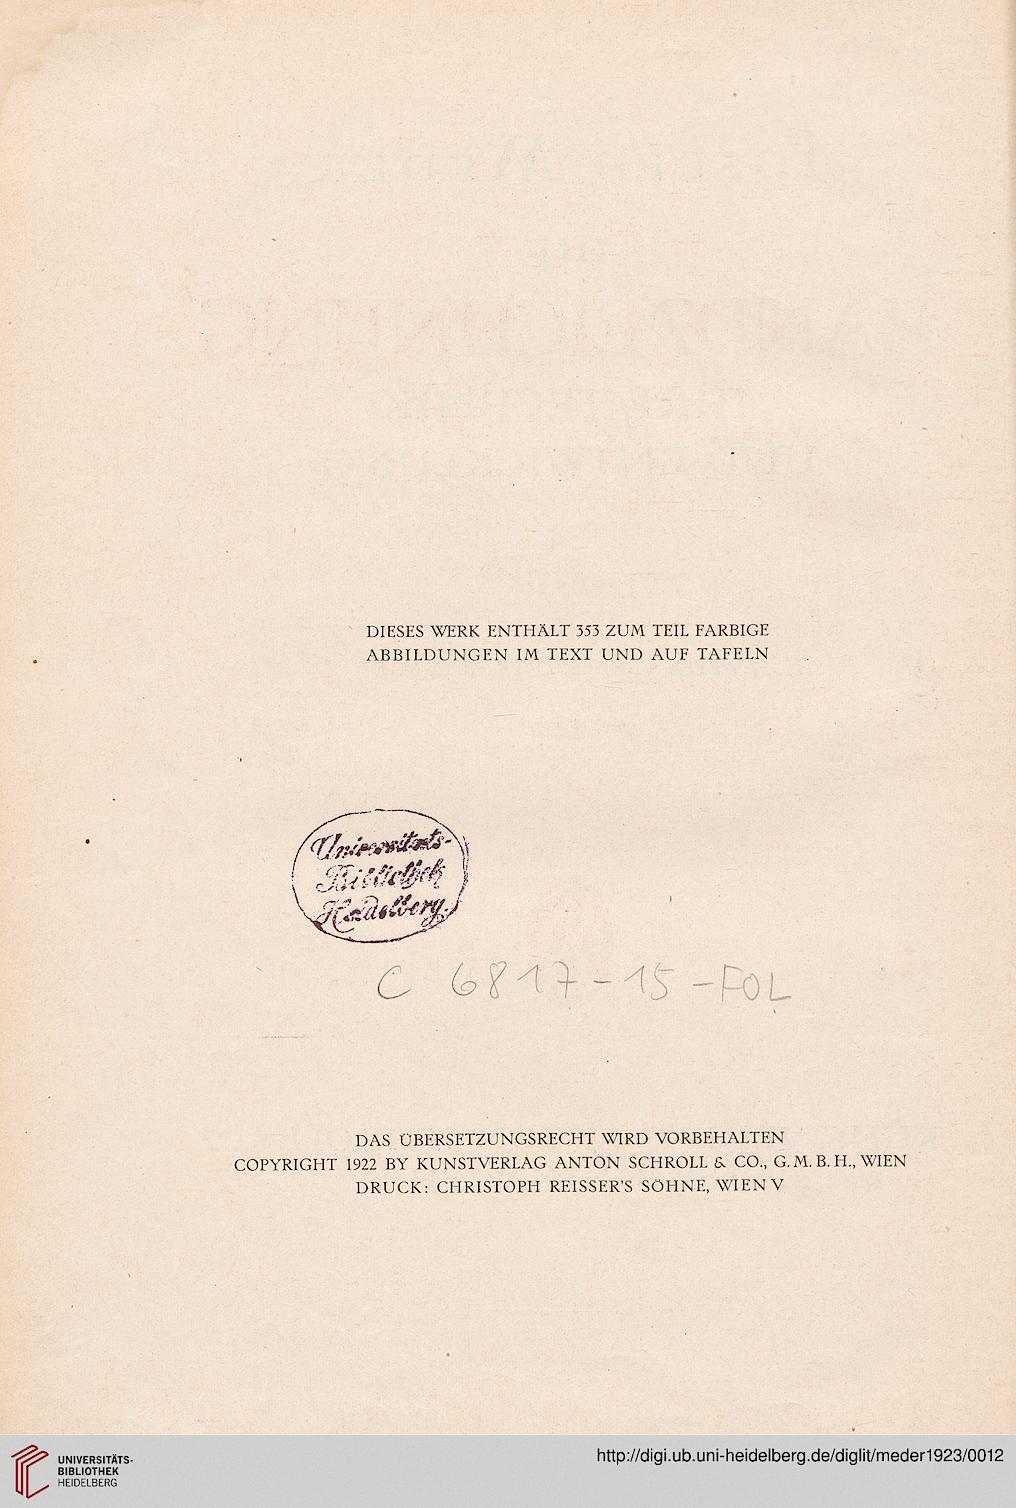 DIESES WERK ENTHÄLT 353 ZUM TEIL FARBIGE
ABBILDUNGEN IM TEXT UND AUF TAFELN
Universitäts-
Bibliothek
Heidelberg.
C 6817-15-FOL
DAS ÜBERSETZUNGSRECHT WIRD VORBEHALTEN
COPYRIGHT 1922 BY KUNSTVERLAG ANTON SCHROLL & CO., G. M. B. H., WIEN
DRUCK: CHRISTOPH REISSER'S SÖHNE, WIEN V
UNIVERSITÄTS-
BIBLIOTHEK
HEIDELBERG
http://digi.ub.uni-heidelberg.de/diglit/meder1923/0012